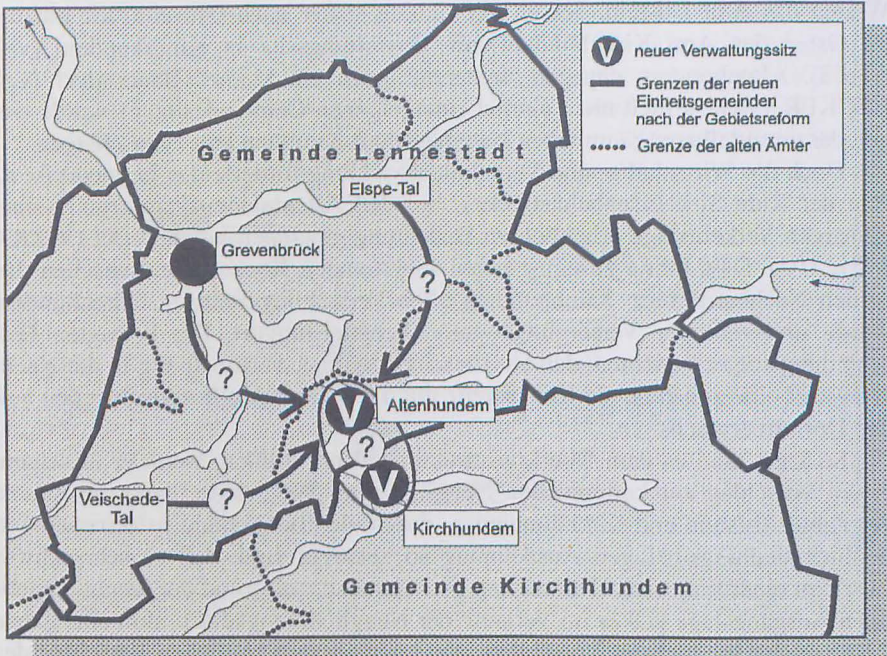 V neuer Verwaltungssitz
Grenzen der neuen
Einheitsgemeinden
nach der Gebietsreform
Grenze der alten Ämter
Gemeinde Lennestadt
Elspe-Tal
Grevenbrück
?
?
V
Altenhundem
?
V
Veischede-
Tal
?
Kirchhundem
Gemeinde Kirchhundem